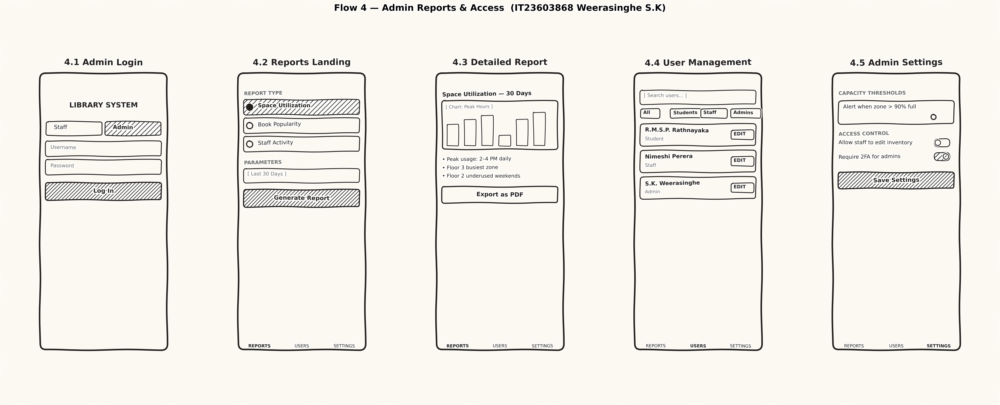 Flow 4 — Admin Reports & Access (IT23603868 Weerasinghe S.K)
4.1 Admin Login
LIBRARY SYSTEM
Staff
Admin
Username
Password
Log In
4.2 Reports Landing
REPORT TYPE
Space Utilization
Book Popularity
Staff Activity
PARAMETERS
[ Last 30 Days ]
Generate Report
REPORTS USERS SETTINGS
4.3 Detailed Report
Space Utilization — 30 Days
[ Chart: Peak Hours ]
• Peak usage: 2–4 PM daily
• Floor 3 busiest zone
• Floor 2 underused weekends
Export as PDF
REPORTS USERS SETTINGS
4.4 User Management
[ Search users... ]
All Students Staff Admins
R.M.S.P. Rathnayaka
Student
EDIT
Nimeshi Perera
Staff
EDIT
S.K. Weerasinghe
Admin
EDIT
REPORTS USERS SETTINGS
4.5 Admin Settings
CAPACITY THRESHOLDS
Alert when zone > 90% full
ACCESS CONTROL
Allow staff to edit inventory
Require 2FA for admins
Save Settings
REPORTS USERS SETTINGS